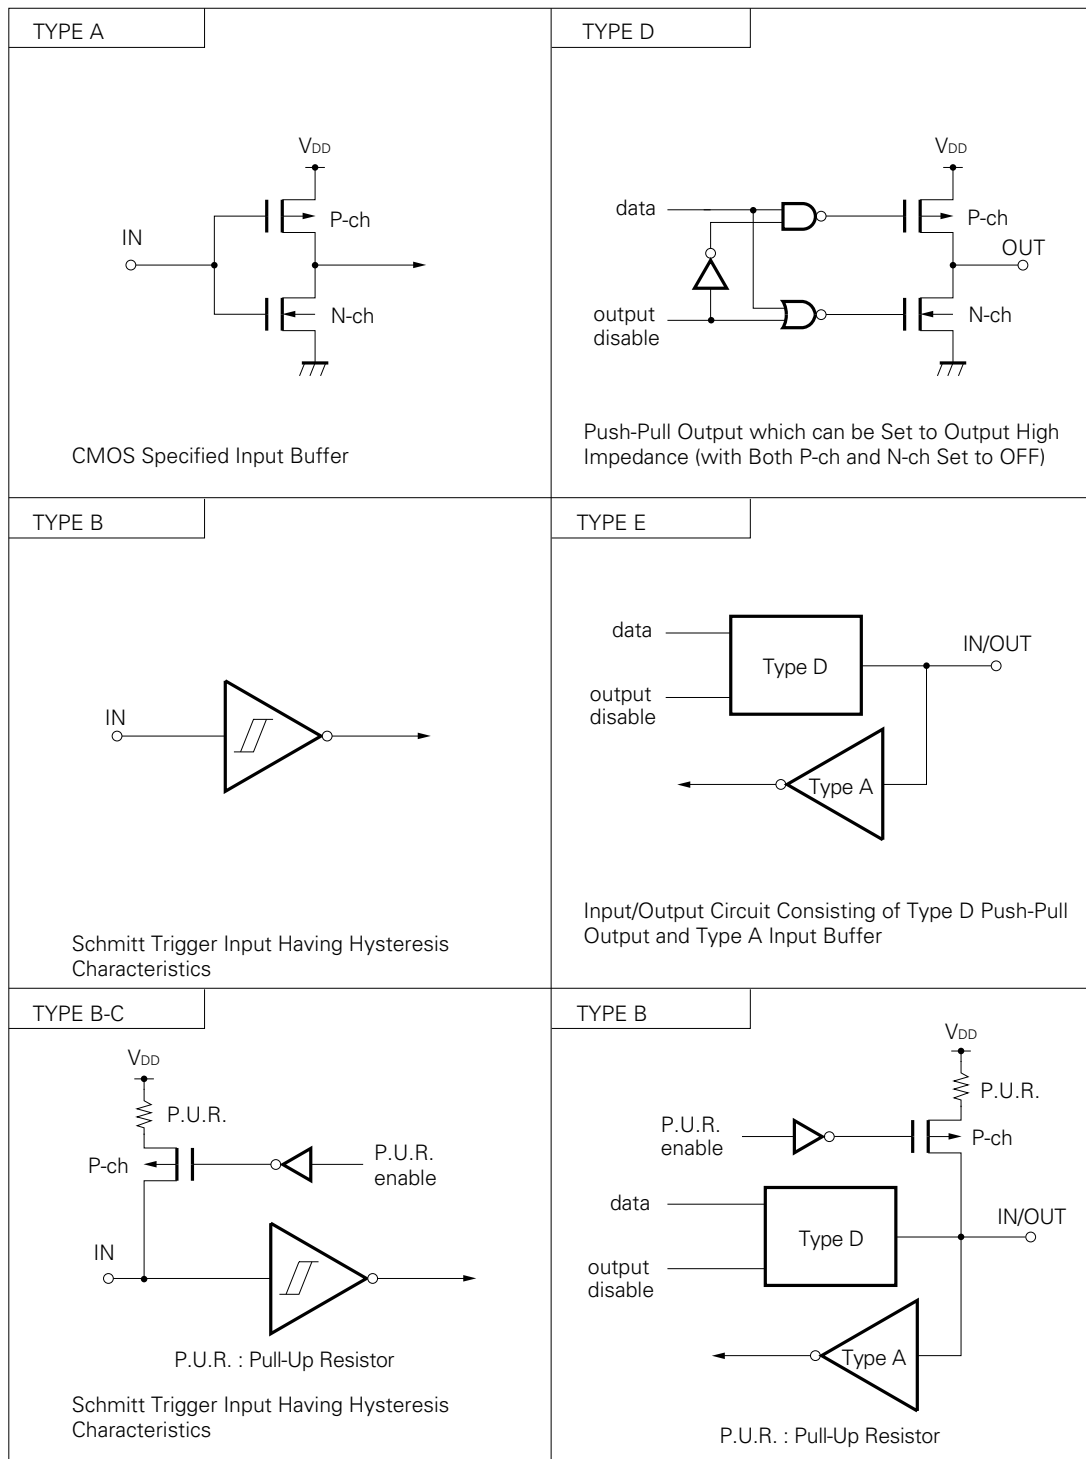 TYPE A
VDD
P-ch
IN
N-ch
CMOS Specified Input Buffer
TYPE D
VDD
data
P-ch
OUT
output
disable
N-ch
Push-Pull Output which can be Set to Output High
Impedance (with Both P-ch and N-ch Set to OFF)
TYPE B
IN
Schmitt Trigger Input Having Hysteresis
Characteristics
TYPE E
data
Type D
IN/OUT
output
disable
Type A
Input/Output Circuit Consisting of Type D Push-Pull
Output and Type A Input Buffer
TYPE B-C
VDD
P.U.R.
P-ch
P.U.R.
enable
IN
P.U.R. : Pull-Up Resistor
Schmitt Trigger Input Having Hysteresis
Characteristics
TYPE B
VDD
P.U.R.
P.U.R.
enable
P-ch
data
Type D
IN/OUT
output
disable
Type A
P.U.R. : Pull-Up Resistor